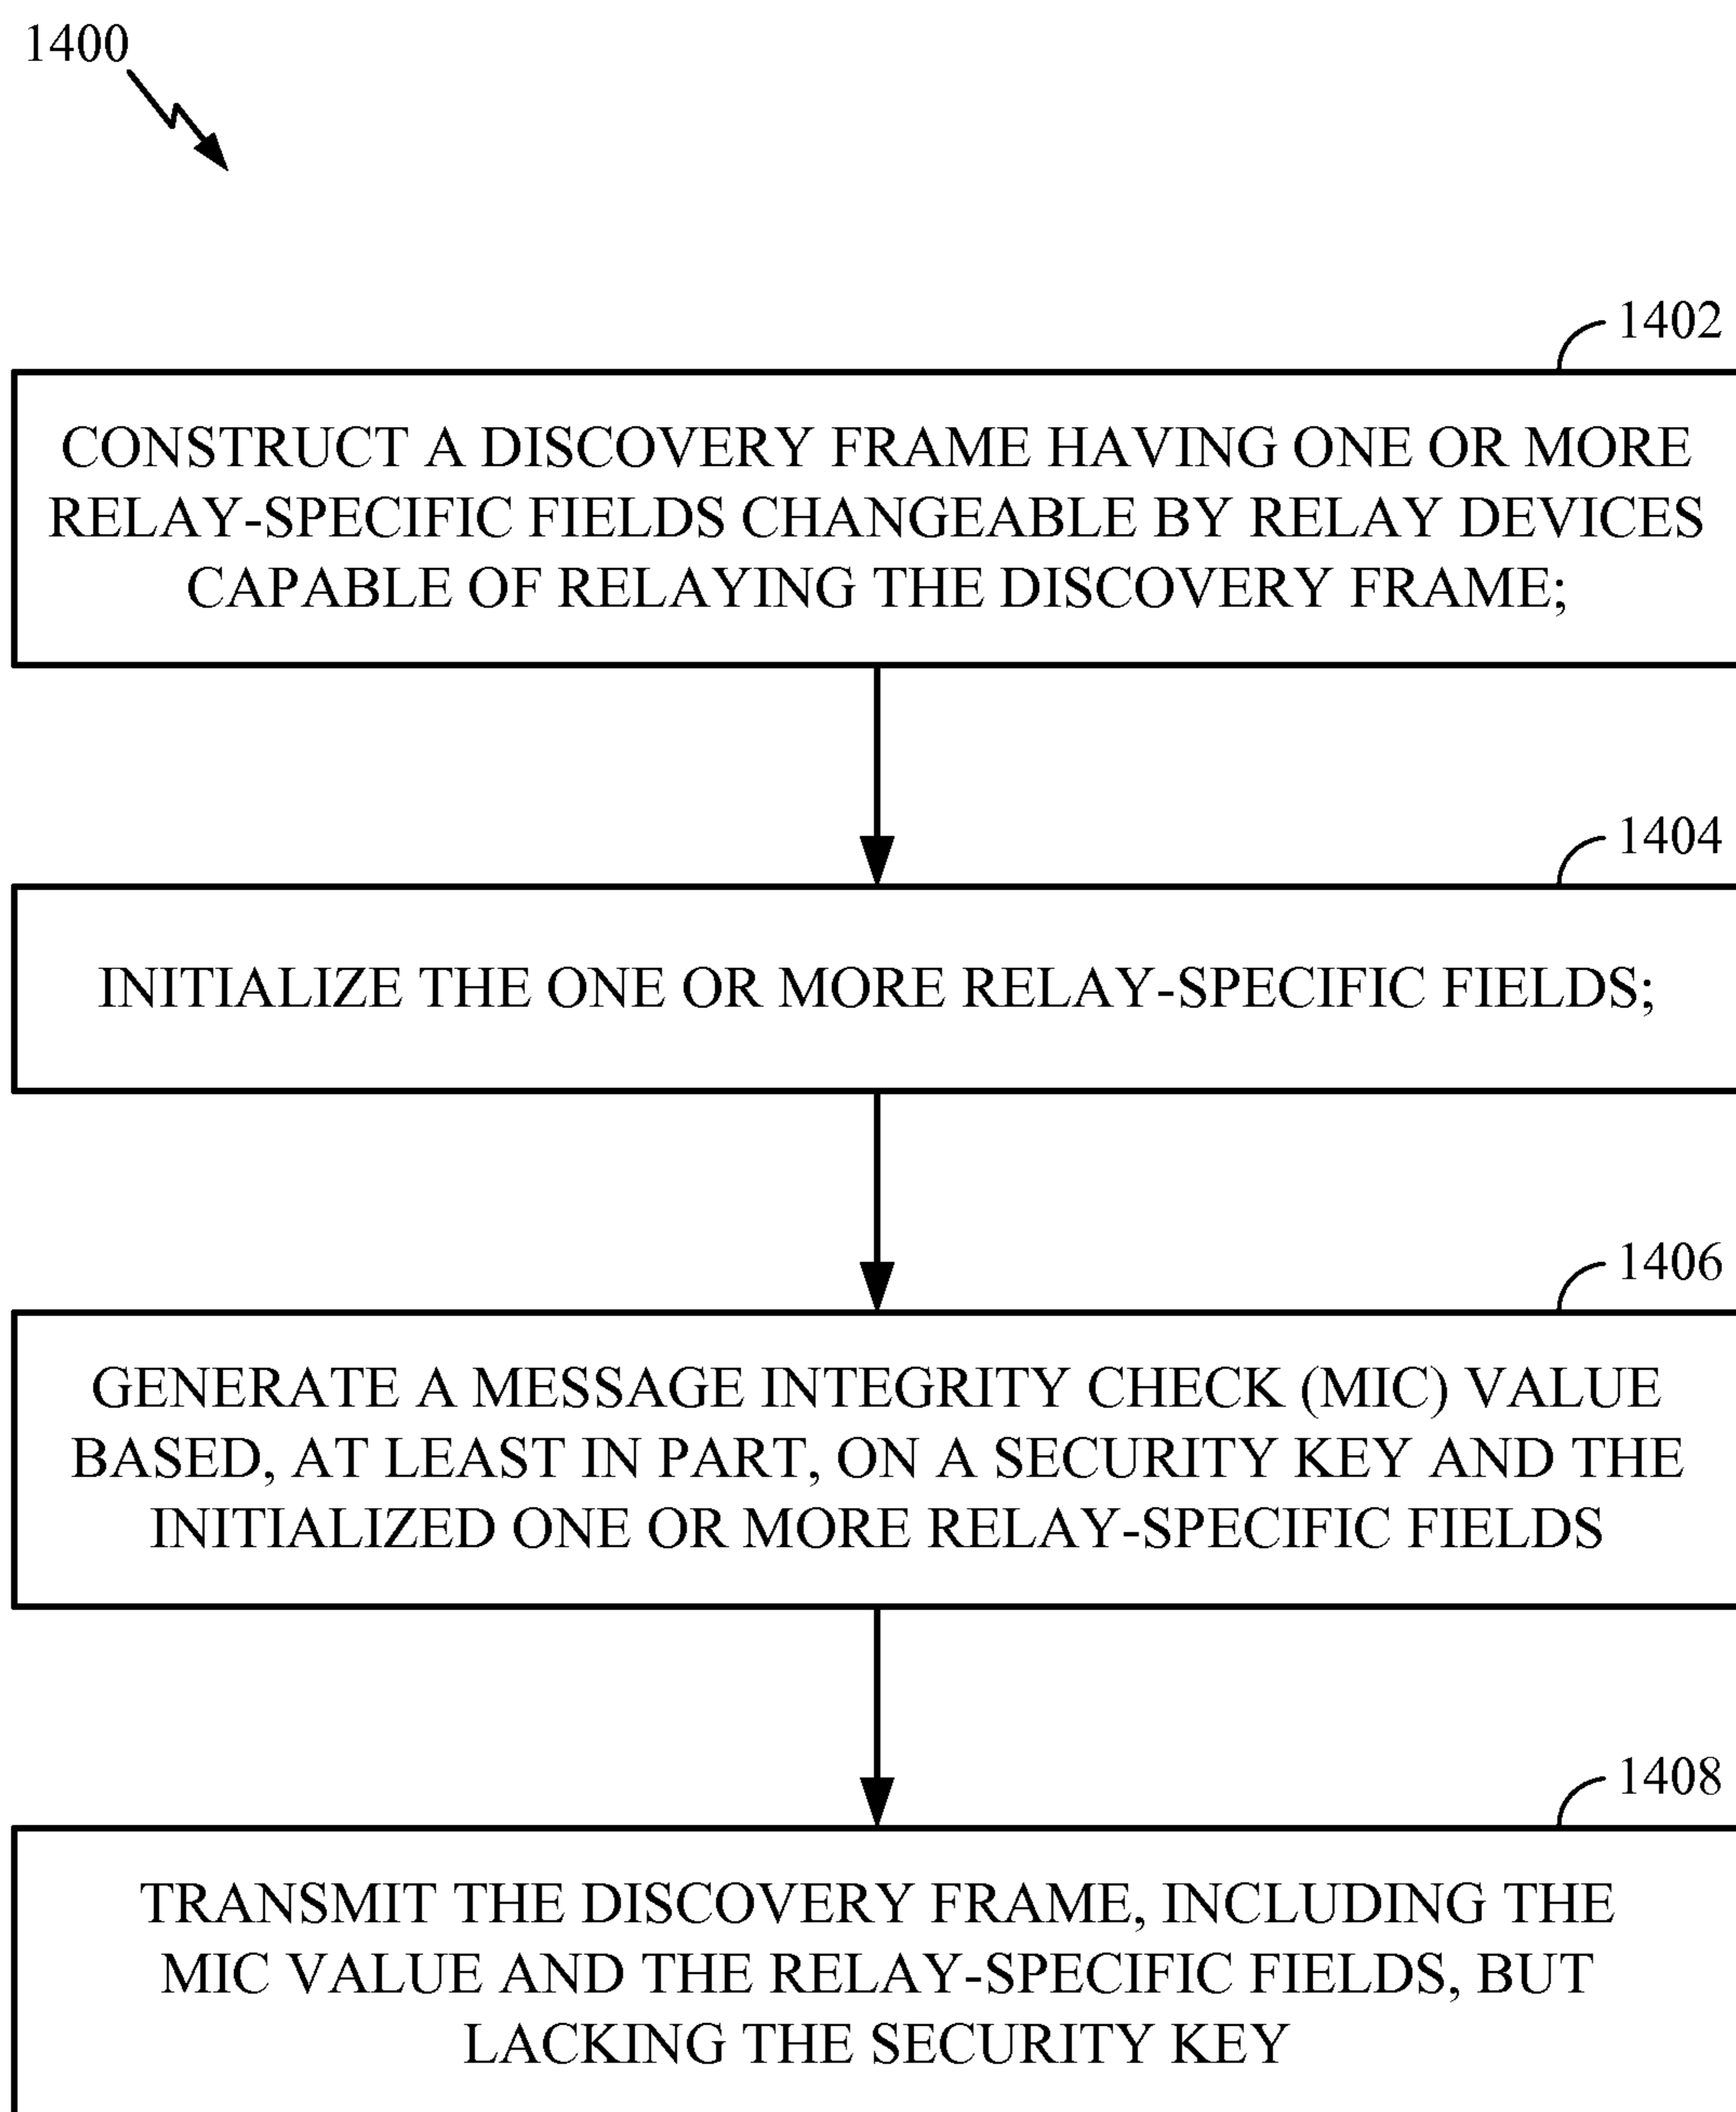 1400
1402
CONSTRUCT A DISCOVERY FRAME HAVING ONE OR MORE
RELAY-SPECIFIC FIELDS CHANGEABLE BY RELAY DEVICES
CAPABLE OF RELAYING THE DISCOVERY FRAME;
1404
INITIALIZE THE ONE OR MORE RELAY-SPECIFIC FIELDS;
1406
GENERATE A MESSAGE INTEGRITY CHECK (MIC) VALUE
BASED, AT LEAST IN PART, ON A SECURITY KEY AND THE
INITIALIZED ONE OR MORE RELAY-SPECIFIC FIELDS
1408
TRANSMIT THE DISCOVERY FRAME, INCLUDING THE
MIC VALUE AND THE RELAY-SPECIFIC FIELDS, BUT
LACKING THE SECURITY KEY